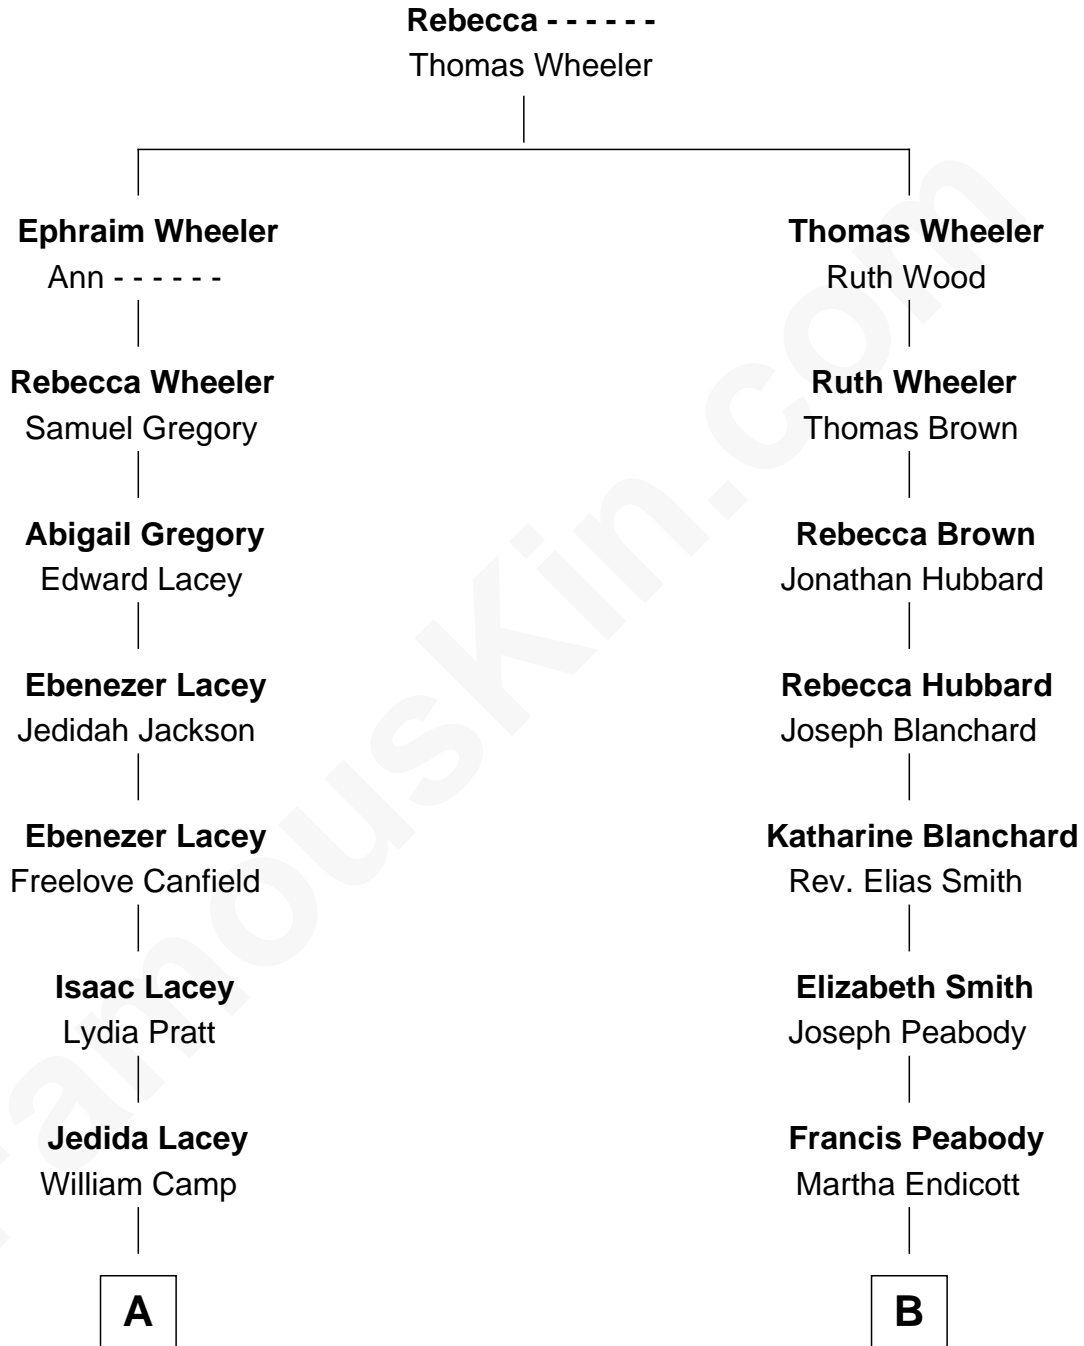 Rebecca - - - - - -
Thomas Wheeler
Ephraim Wheeler
Ann - - - - - -
Thomas Wheeler
Ruth Wood
Rebecca Wheeler
Samuel Gregory
Ruth Wheeler
Thomas Brown
Abigail Gregory
Edward Lacey
Rebecca Brown
Jonathan Hubbard
Ebenezer Lacey
Jedidah Jackson
Rebecca Hubbard
Joseph Blanchard
Ebenezer Lacey
Freelove Canfield
Katharine Blanchard
Rev. Elias Smith
Isaac Lacey
Lydia Pratt
Elizabeth Smith
Joseph Peabody
Jedida Lacey
William Camp
Francis Peabody
Martha Endicott
A
B
FamousKin.com